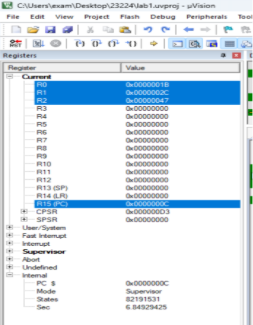 C:\Users\exam\Desktop\23224\lab1.uvproj - µVision
File Edit View Project Flash Debug Peripherals Tools
Registers
Register Value
Current
R0 0x0000001B
R1 0x0000002C
R2 0x00000047
R3 0x00000000
R4 0x00000000
R5 0x00000000
R6 0x00000000
R7 0x00000000
R8 0x00000000
R9 0x00000000
R10 0x00000000
R11 0x00000000
R12 0x00000000
R13 (SP) 0x00000000
R14 (LR) 0x00000000
R15 (PC) 0x0000000C
CPSR 0x000000D3
SPSR 0x00000000
User/System
Fast Interrupt
Interrupt
Supervisor
Abort
Undefined
Internal
PC $ 0x0000000C
Mode Supervisor
States 82191531
Sec 6.84929425